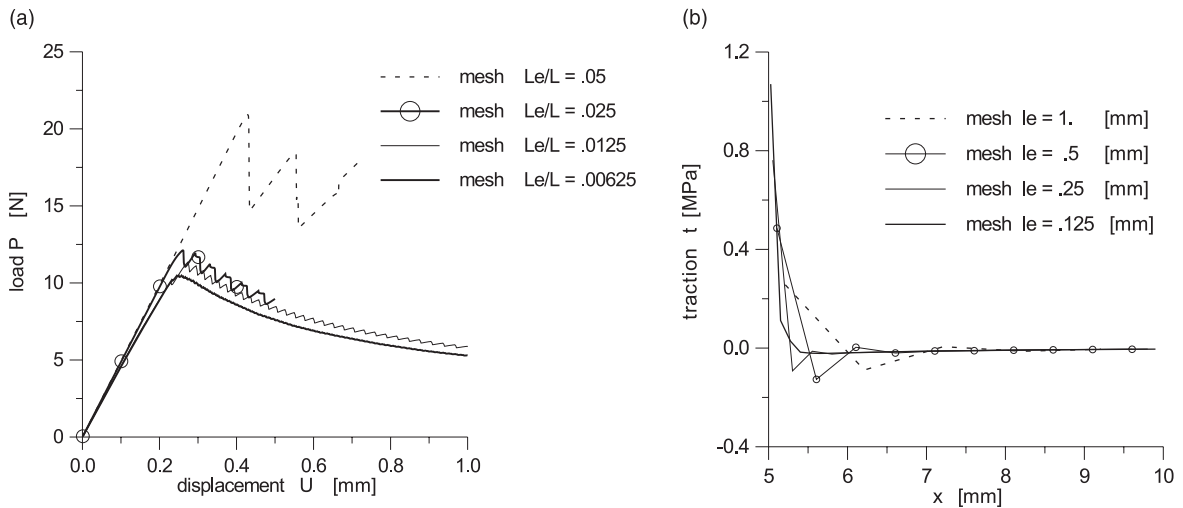 (a)
25
20
15
10
5
0
load P [N]
0.0 0.2 0.4 0.6 0.8 1.0
displacement U [mm]
mesh Le/L = .05
mesh Le/L = .025
mesh Le/L = .0125
mesh Le/L = .00625
(b)
1.2
0.8
0.4
0.0
-0.4
traction t [MPa]
5 6 7 8 9 10
x [mm]
mesh le = 1. [mm]
mesh le = .5 [mm]
mesh le = .25 [mm]
mesh le = .125 [mm]